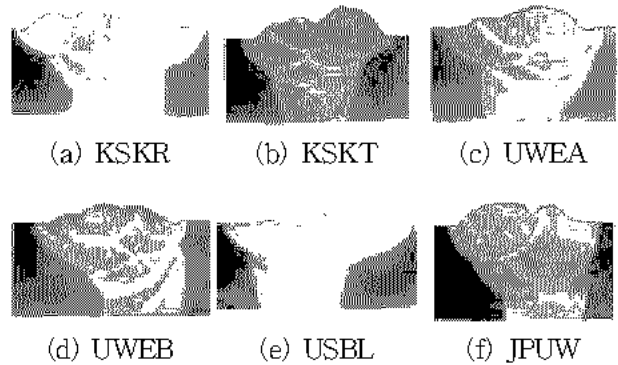 (a) KSKR (b) KSKT (c) UWEA
(d) UWEB (e) USBL (f) JPUW